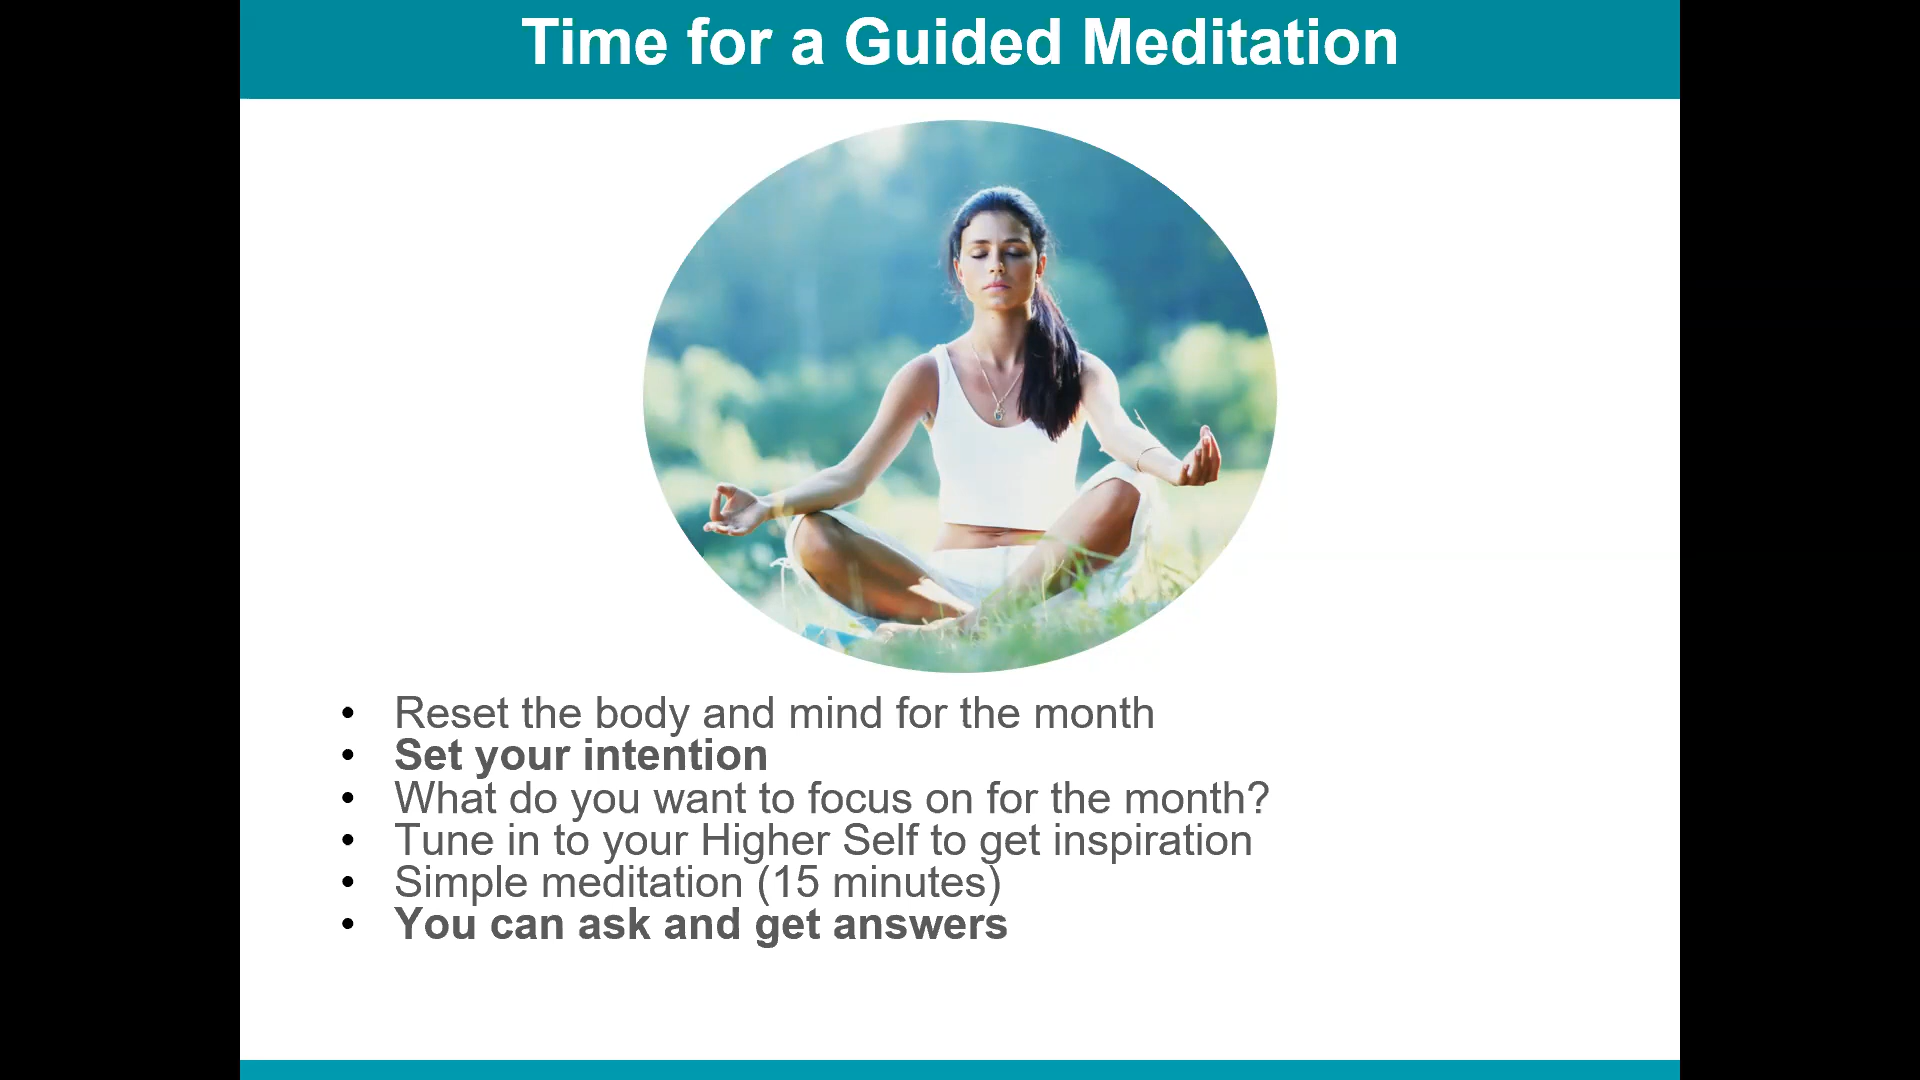 Time for a Guided Meditation
• Reset the body and mind for the month
• Set your intention
• What do you want to focus on for the month?
• Tune in to your Higher Self to get inspiration
• Simple meditation (15 minutes)
• You can ask and get answers